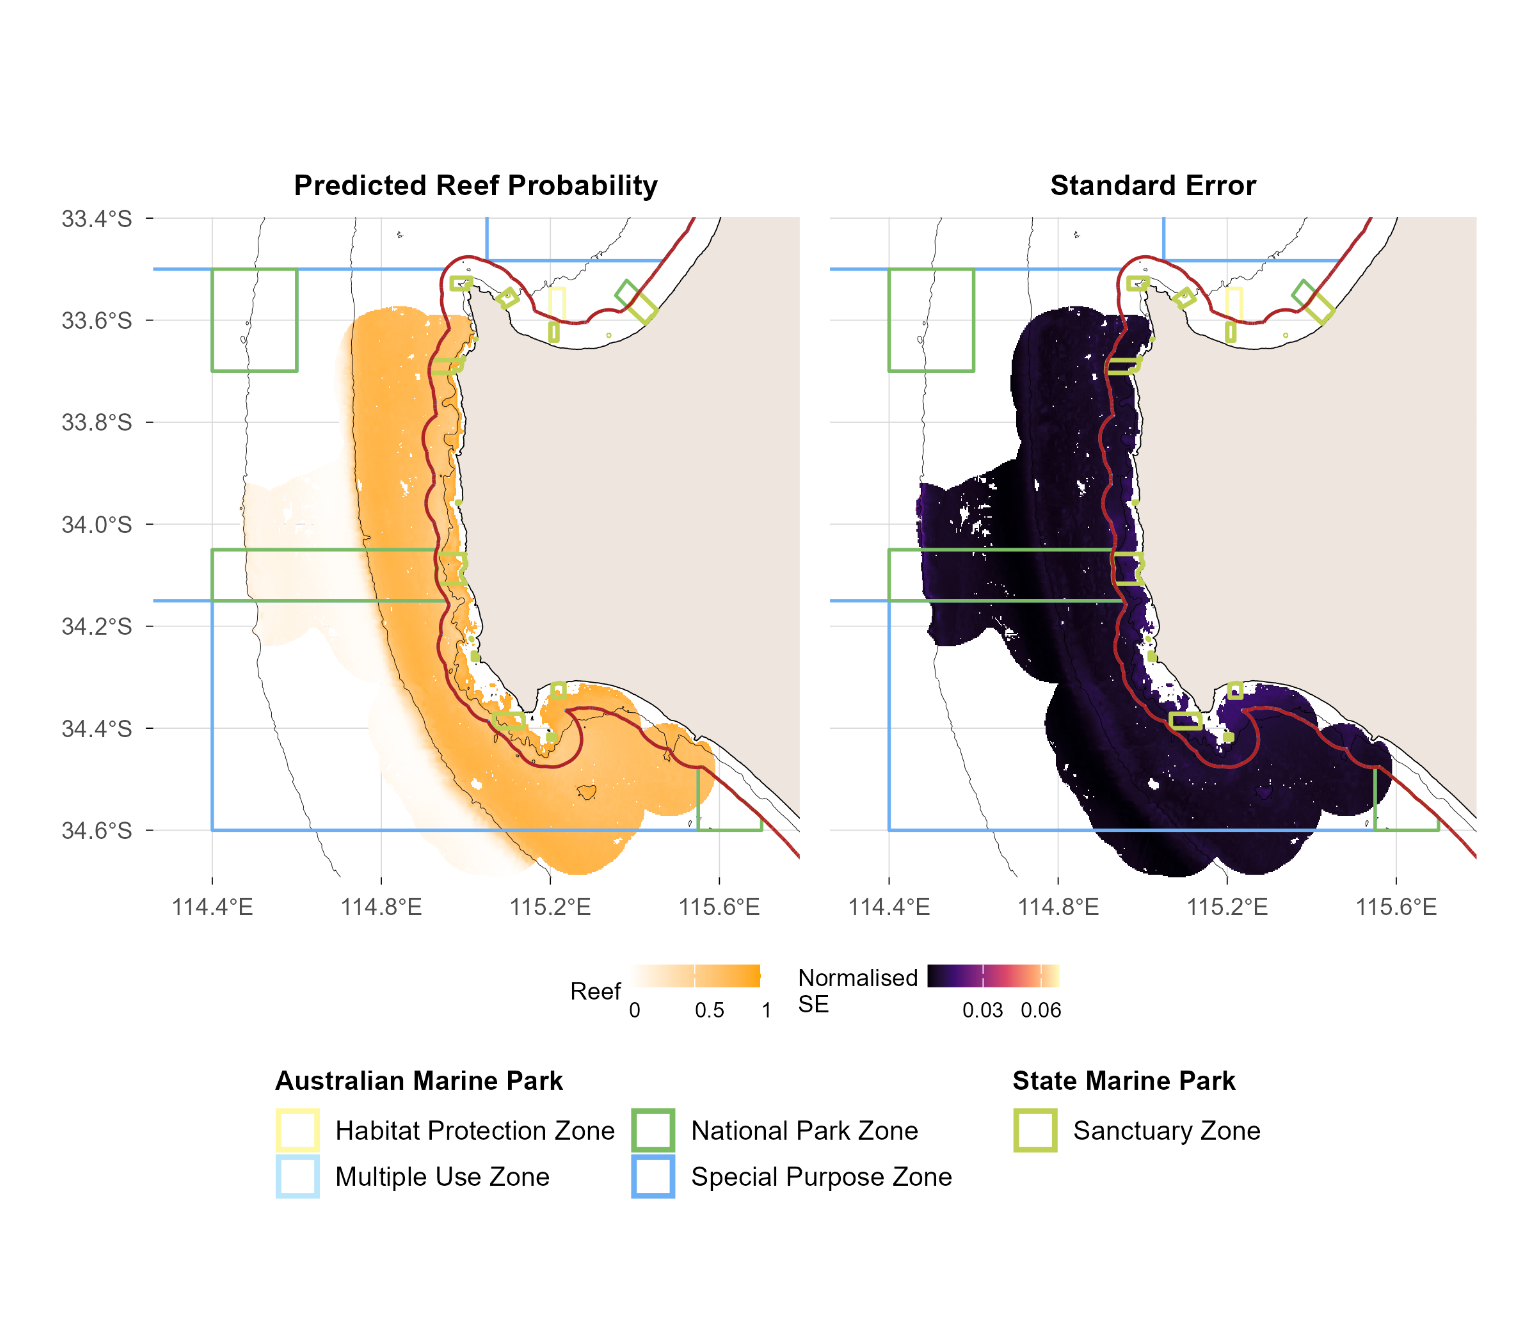 Predicted Reef Probability
Standard Error
33.4°S
33.6°S
33.8°S
34.0°S
34.2°S
34.4°S
34.6°S
114.4°E
114.8°E
115.2°E
115.6°E
114.4°E
114.8°E
115.2°E
115.6°E
Reef
0
0.5
1
Normalised
SE
0.03
0.06
Australian Marine Park
State Marine Park
Habitat Protection Zone
National Park Zone
Sanctuary Zone
Multiple Use Zone
Special Purpose Zone